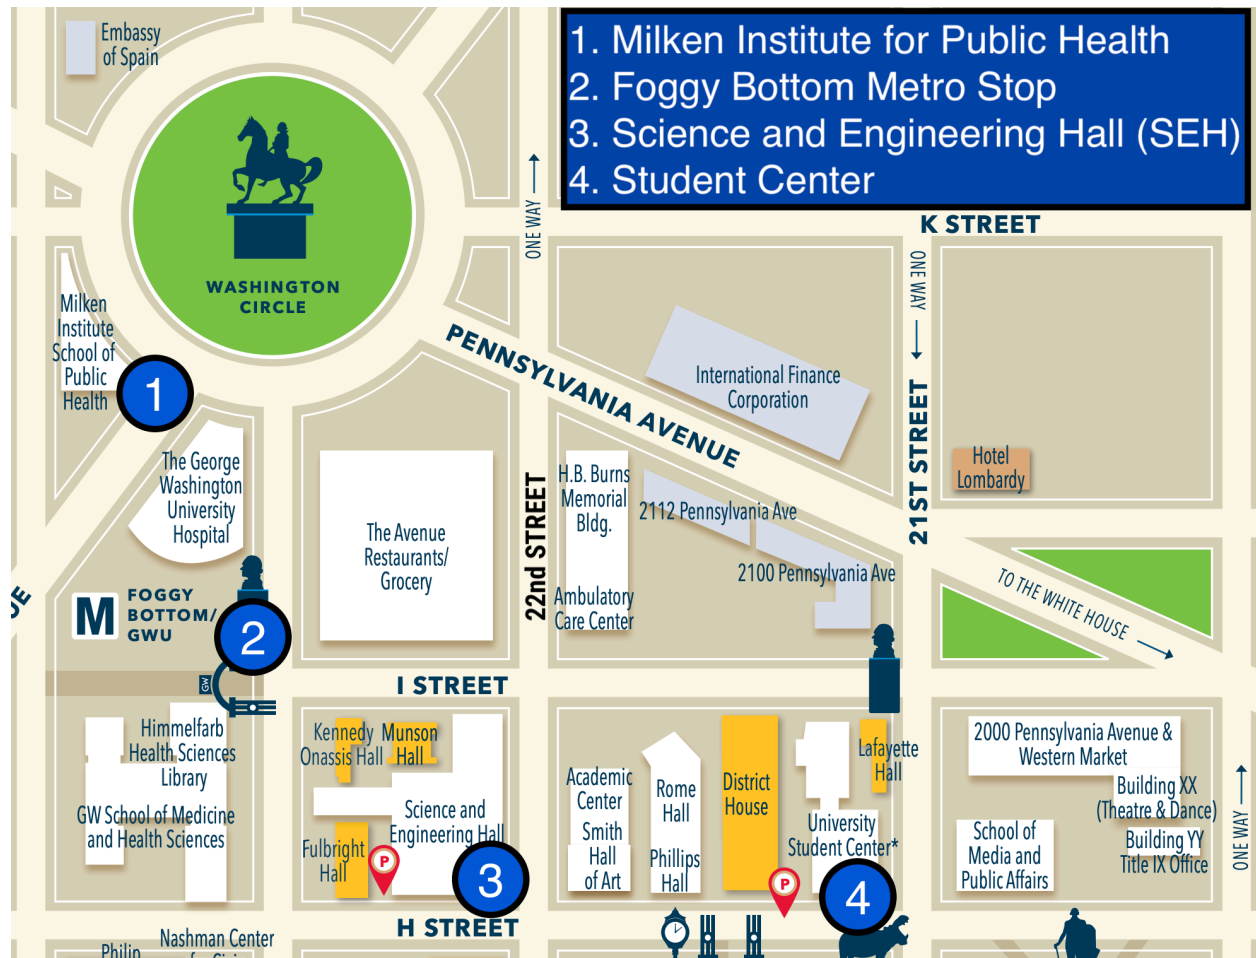 Embassy
of Spain
1. Milken Institute for Public Health
2. Foggy Bottom Metro Stop
3. Science and Engineering Hall (SEH)
4. Student Center
ONE WAY
K STREET
WASHINGTON
CIRCLE
ONE WAY
Milken
Institute
School of
Public
Health
1
PENNSYLVANIA AVENUE
International Finance
Corporation
21ST STREET
Hotel
Lombardy
The George
Washington
University
Hospital
The Avenue
Restaurants/
Grocery
22nd STREET
H.B. Burns
Memorial
Bldg.
Ambulatory
Care Center
2112 Pennsylvania Ave
2100 Pennsylvania Ave
TO THE WHITE HOUSE
UE
M
FOGGY
BOTTOM/
GWU
2
GW
I STREET
Himmelfarb
Health Sciences
Library
GW School of Medicine
and Health Sciences
Kennedy
Onassis Hall
Munson
Hall
Science and
Engineering Hall
Fulbright
Hall
P
3
Academic
Center
Smith
Hall
of Art
Rome
Hall
Phillips
Hall
District
House
P
Lafayette
Hall
University
Student Center*
4
2000 Pennsylvania Avenue &
Western Market
Building XX
(Theatre & Dance)
Building YY
Title IX Office
School of
Media and
Public Affairs
ONE WAY
H STREET
Philip
Nashman Center
for Civic